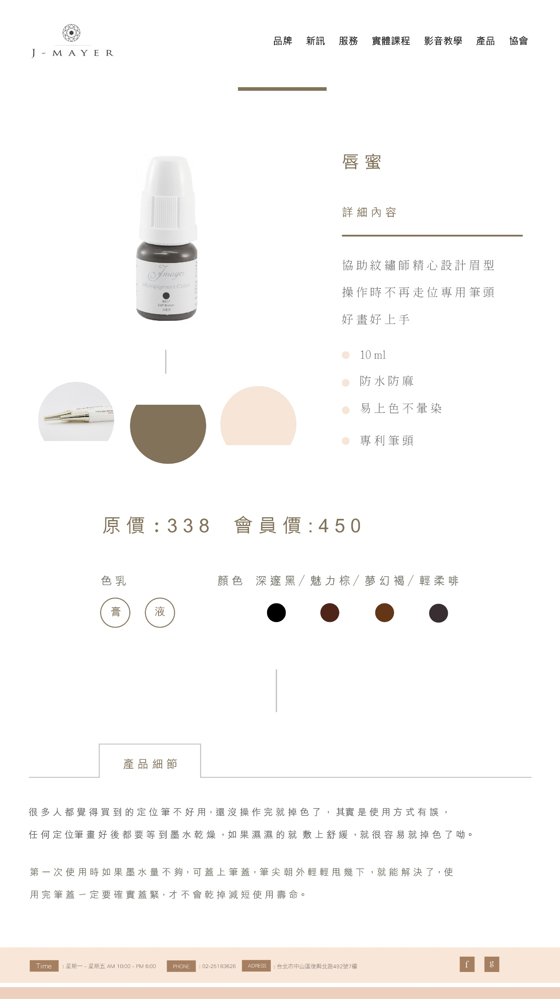 J-MAYER
品牌 新訊 服務 實體課程 影音教學 產品 協會
唇蜜
詳細內容
協助紋繡師精心設計眉型
操作時不再走位專用筆頭
好畫好上手
10 ml
防水防麻
易上色不暈染
專利筆頭
Jmayer
Micropigment Colors
B617
Soft Brown
原價:338 會員價:450
色乳
膏 液
顏色 深邃黑/魅力棕/夢幻褐/輕柔啡
產品細節
很多人都覺得買到的定位筆不好用，還沒操作完就掉色了，其實是使用方式有誤，
任何定位筆畫好後都要等到墨水乾燥，如果濕濕的就 敷上舒緩，就很容易就掉色了呦。
第一次使用時如果墨水量不夠，可蓋上筆蓋，筆尖朝外輕輕甩幾下，就能解決了，使
用完筆蓋一定要確實蓋緊，才不會乾掉減短使用壽命。
Time : 星期一 - 星期五 AM 10:00 - PM 6:00 PHONE : 02-25183626 ADRESS : 台北市中山區復興北路492號7樓 f g